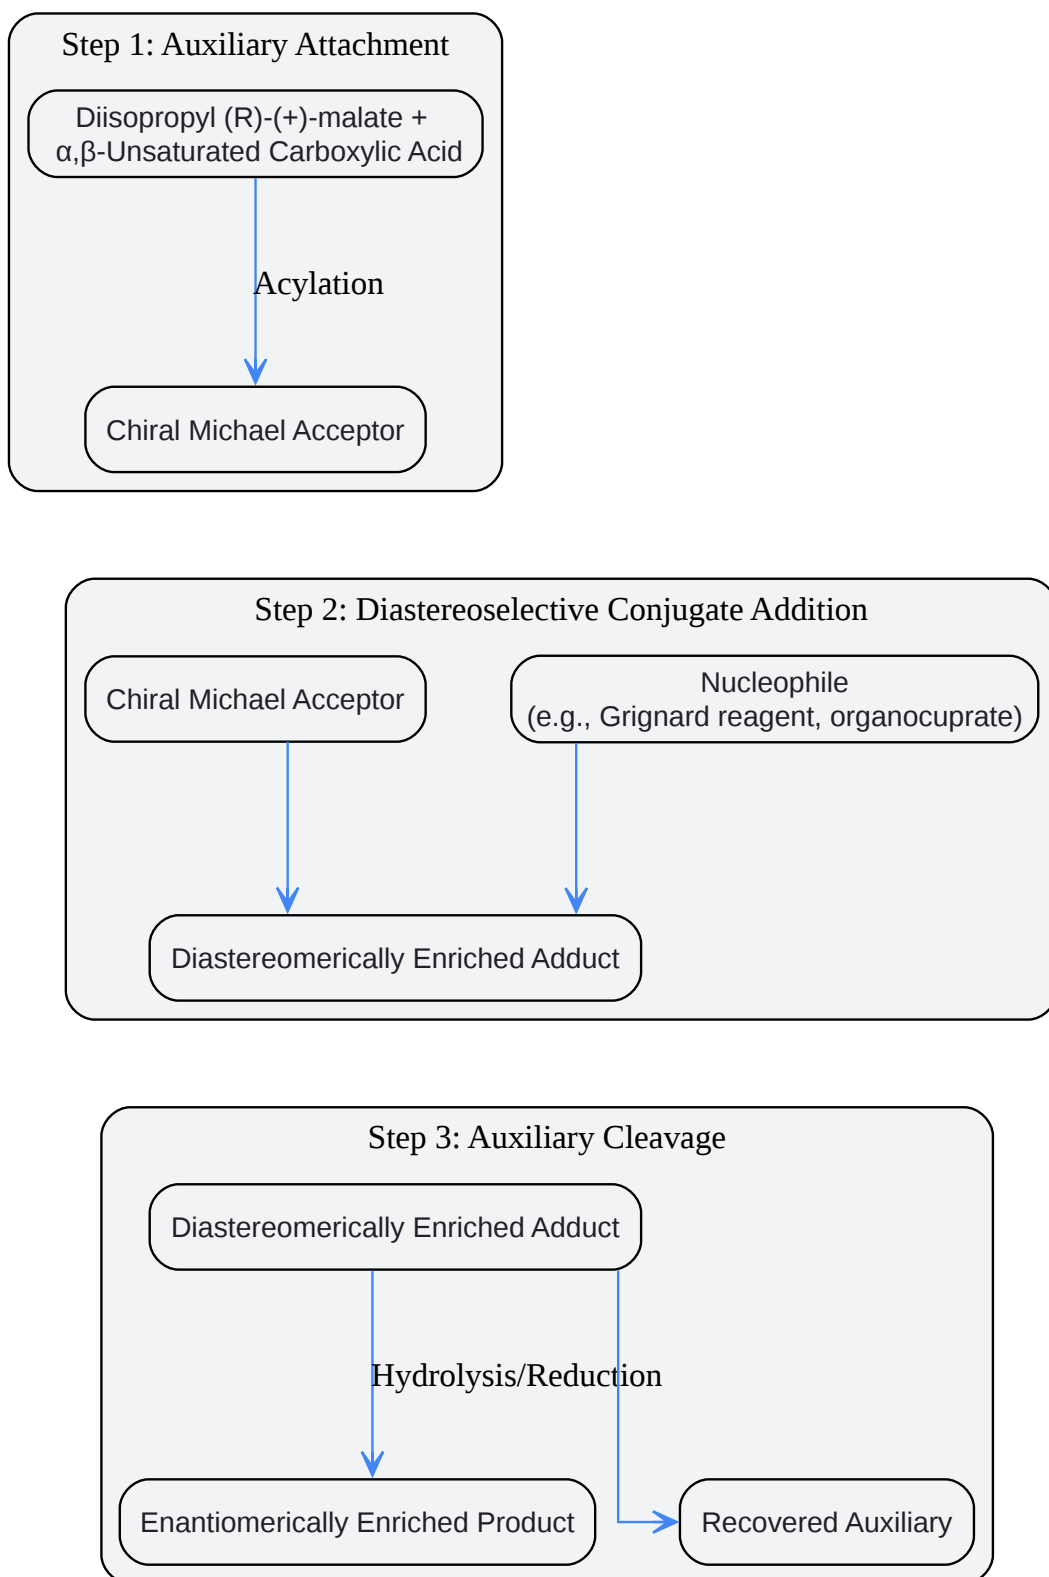 Step 1: Auxiliary Attachment
Diisopropyl (R)-(+)-malate +
α,β-Unsaturated Carboxylic Acid
Acylation
Chiral Michael Acceptor
Step 2: Diastereoselective Conjugate Addition
Chiral Michael Acceptor
Nucleophile
(e.g., Grignard reagent, organocuprate)
Diastereomerically Enriched Adduct
Step 3: Auxiliary Cleavage
Diastereomerically Enriched Adduct
Hydrolysis/Reduction
Enantiomerically Enriched Product
Recovered Auxiliary